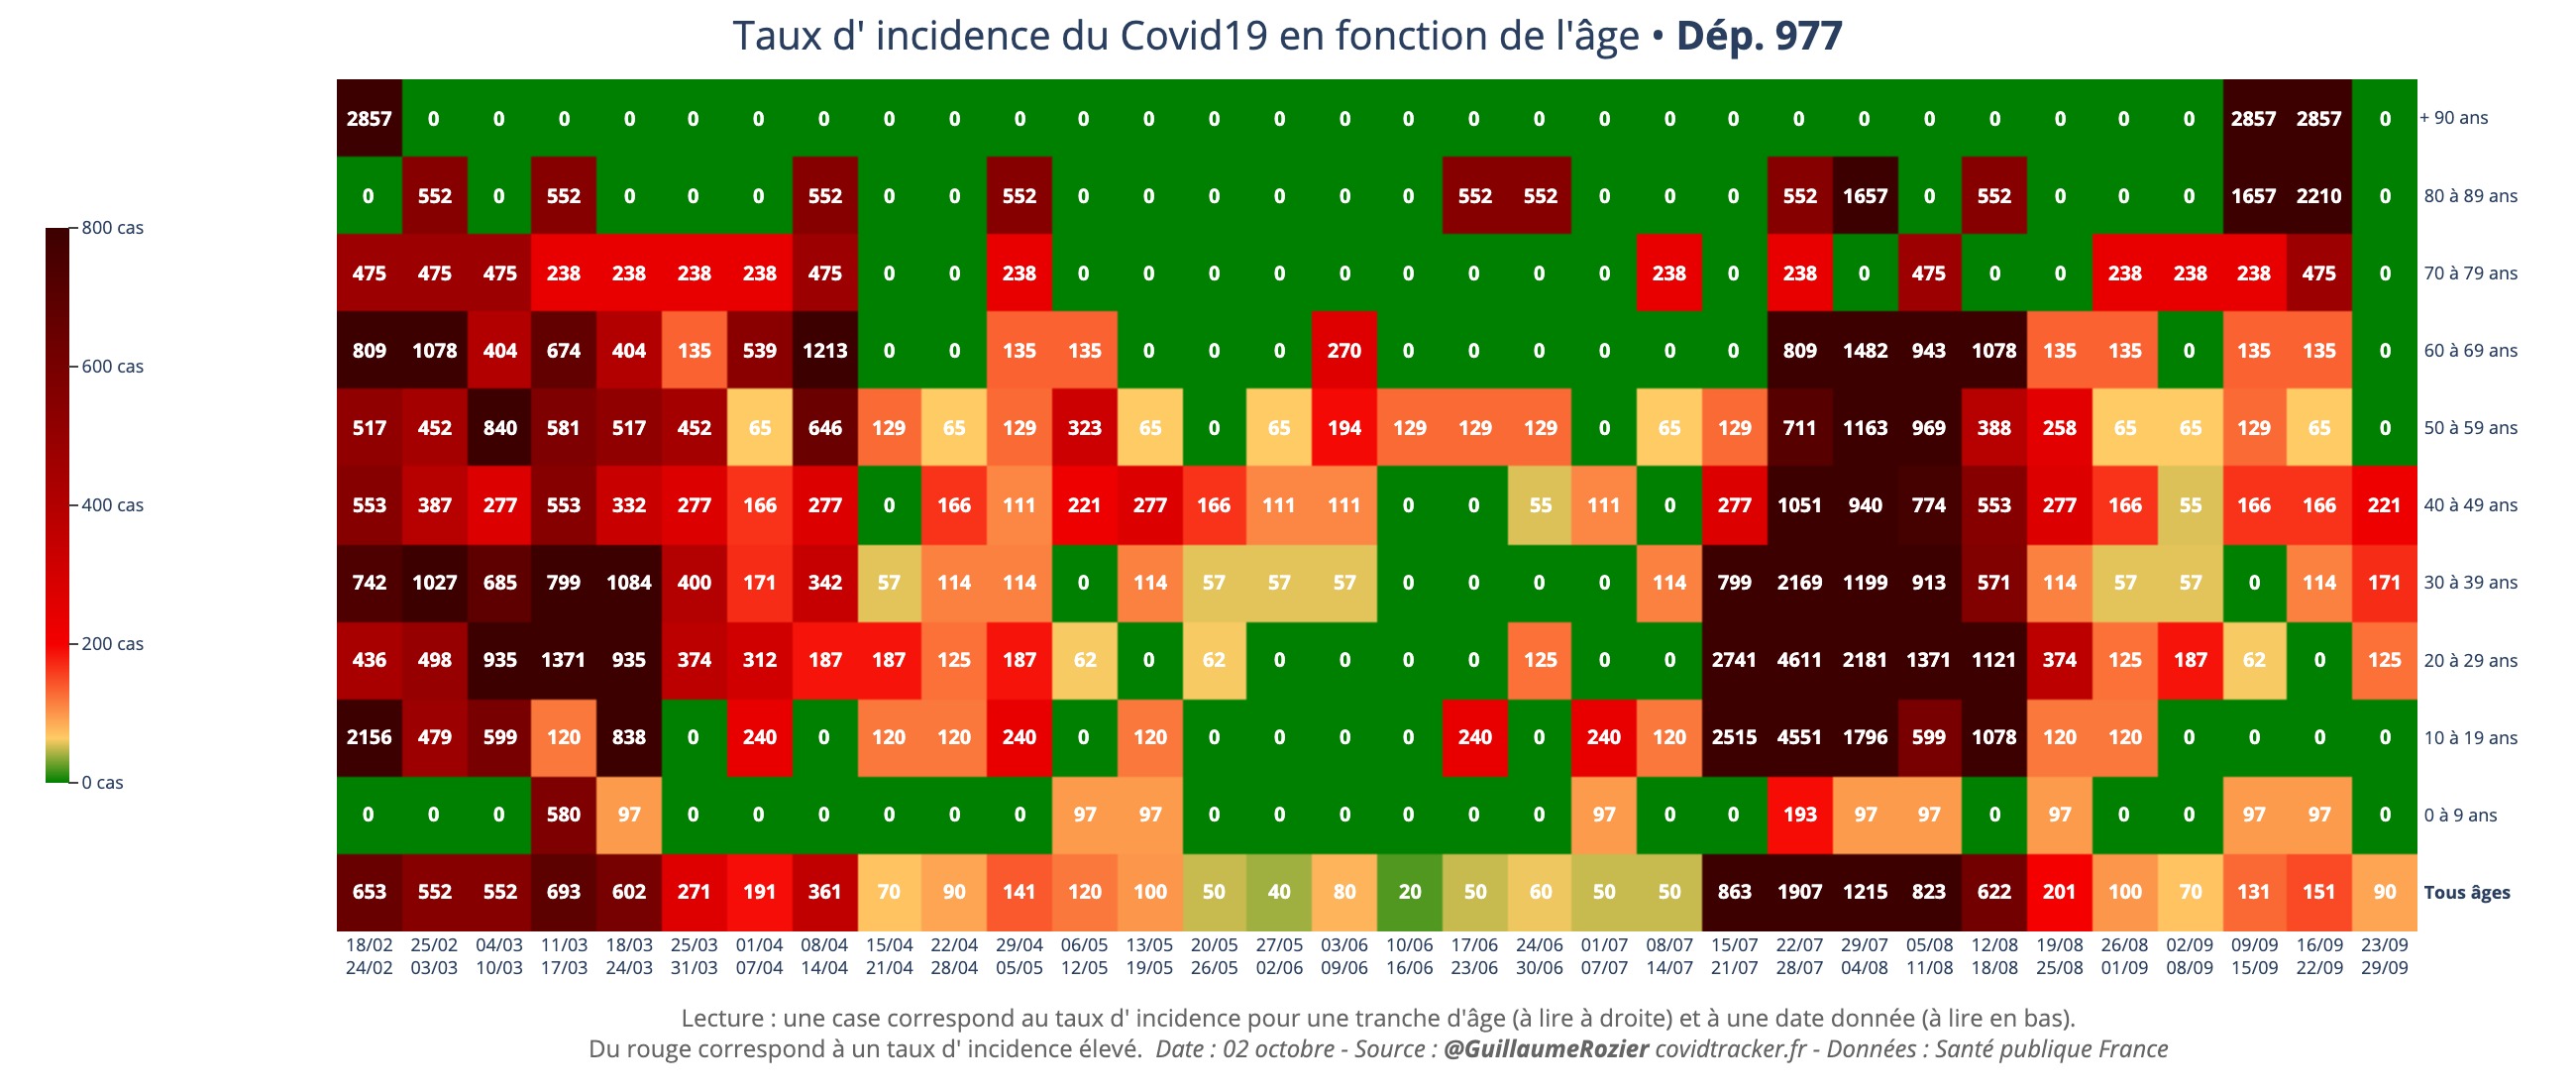 Taux d' incidence du Covid19 en fonction de l'âge • Dép. 977
800 cas
600 cas
400 cas
200 cas
0 cas
2857 0 0 0 0 0 0 0 0 0 0 0 0 0 0 0 0 0 0 0 0 0 0 0 0 0 0 0 0 2857 2857 0 + 90 ans
0 552 0 552 0 0 0 552 0 0 552 0 0 0 0 0 0 552 552 0 0 0 552 1657 0 552 0 0 0 1657 2210 0 80 à 89 ans
475 475 475 238 238 238 238 475 0 0 238 0 0 0 0 0 0 0 0 0 238 0 238 0 475 0 0 238 238 238 475 0 70 à 79 ans
809 1078 404 674 404 135 539 1213 0 0 135 135 0 0 0 270 0 0 0 0 0 0 809 1482 943 1078 135 135 0 135 135 0 60 à 69 ans
517 452 840 581 517 452 65 646 129 65 129 323 65 0 65 194 129 129 129 0 65 129 711 1163 969 388 258 65 65 129 65 0 50 à 59 ans
553 387 277 553 332 277 166 277 0 166 111 221 277 166 111 111 0 0 55 111 0 277 1051 940 774 553 277 166 55 166 166 221 40 à 49 ans
742 1027 685 799 1084 400 171 342 57 114 114 0 114 57 57 57 0 0 0 0 114 799 2169 1199 913 571 114 57 57 0 114 171 30 à 39 ans
436 498 935 1371 935 374 312 187 187 125 187 62 0 62 0 0 0 0 125 0 0 2741 4611 2181 1371 1121 374 125 187 62 0 125 20 à 29 ans
2156 479 599 120 838 0 240 0 120 120 240 0 120 0 0 0 0 240 0 240 120 2515 4551 1796 599 1078 120 120 0 0 0 0 10 à 19 ans
0 0 0 580 97 0 0 0 0 0 0 97 97 0 0 0 0 0 0 97 0 0 193 97 97 0 97 0 0 97 97 0 0 à 9 ans
653 552 552 693 602 271 191 361 70 90 141 120 100 50 40 80 20 50 60 50 50 863 1907 1215 823 622 201 100 70 131 151 90 Tous âges
18/02 25/02 04/03 11/03 18/03 25/03 01/04 08/04 15/04 22/04 29/04 06/05 13/05 20/05 27/05 03/06 10/06 17/06 24/06 01/07 08/07 15/07 22/07 29/07 05/08 12/08 19/08 26/08 02/09 09/09 16/09 23/09
24/02 03/03 10/03 17/03 24/03 31/03 07/04 14/04 21/04 28/04 05/05 12/05 19/05 26/05 02/06 09/06 16/06 23/06 30/06 07/07 14/07 21/07 28/07 04/08 11/08 18/08 25/08 01/09 08/09 15/09 22/09 29/09
Lecture : une case correspond au taux d' incidence pour une tranche d'âge (à lire à droite) et à une date donnée (à lire en bas).
Du rouge correspond à un taux d' incidence élevé. Date : 02 octobre - Source : @GuillaumeRozier covidtracker.fr - Données : Santé publique France